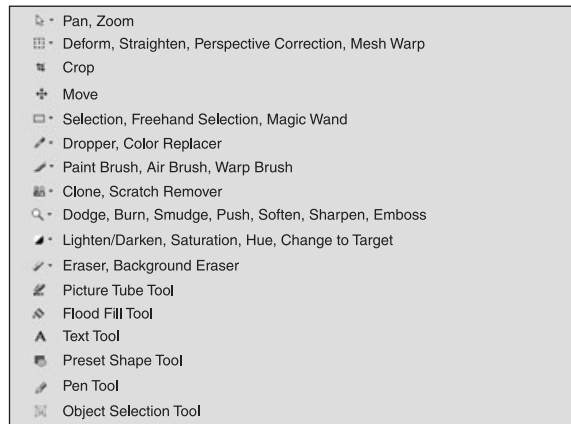 Pan, Zoom
Deform, Straighten, Perspective Correction, Mesh Warp
Crop
Move
Selection, Freehand Selection, Magic Wand
Dropper, Color Replacer
Paint Brush, Air Brush, Warp Brush
Clone, Scratch Remover
Dodge, Burn, Smudge, Push, Soften, Sharpen, Emboss
Lighten/Darken, Saturation, Hue, Change to Target
Eraser, Background Eraser
Picture Tube Tool
Flood Fill Tool
Text Tool
Preset Shape Tool
Pen Tool
Object Selection Tool